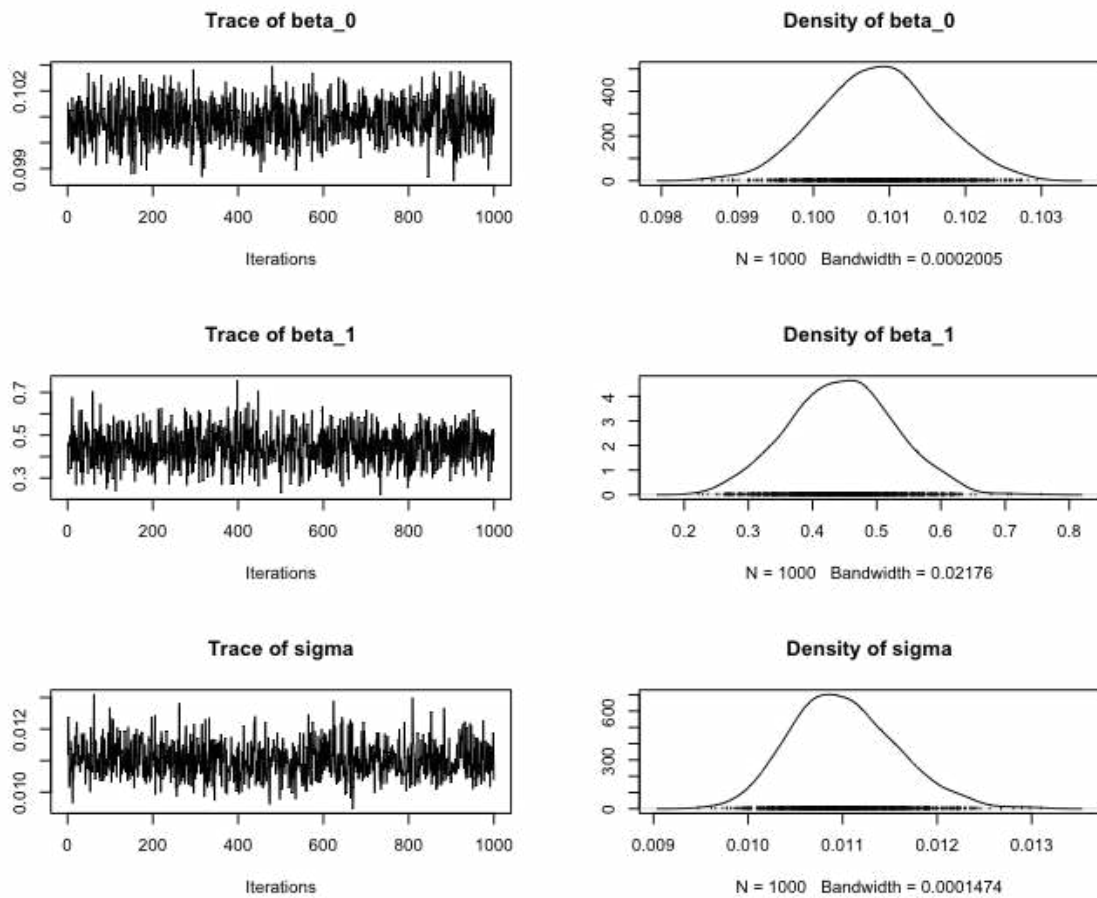 Trace of beta_0
0.102
0.099
0 200 400 600 800 1000
Iterations
Density of beta_0
400
200
0
0.098 0.099 0.100 0.101 0.102 0.103
N = 1000 Bandwidth = 0.0002005
Trace of beta_1
0.7
0.5
0.3
0 200 400 600 800 1000
Iterations
Density of beta_1
4
3
2
1
0
0.2 0.3 0.4 0.5 0.6 0.7 0.8
N = 1000 Bandwidth = 0.02176
Trace of sigma
0.012
0.010
0 200 400 600 800 1000
Iterations
Density of sigma
600
300
0
0.009 0.010 0.011 0.012 0.013
N = 1000 Bandwidth = 0.0001474